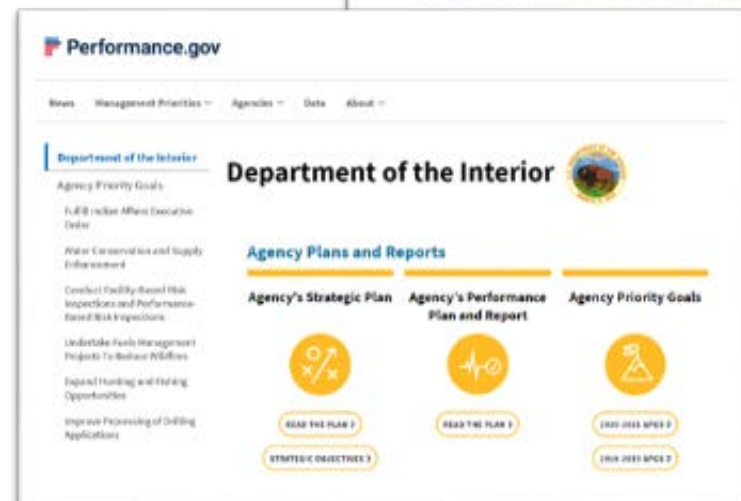 Performance.gov
News Management Priorities Agencies Data About
Department of the Interior
Agency Priority Goals
Fulfill Indian Affairs Executive
Order
Water Conservation and Supply
Enhancement
Conduct Facility-Based Risk
Inspections and Performance-
Based Risk Inspections
Undertake Fuels Management
Projects To Reduce Wildfires
Expand Hunting and Fishing
Opportunities
Improve Processing of Drilling
Applications
Department of the Interior
Agency Plans and Reports
Agency's Strategic Plan
READ THE PLAN
STRATEGIC OBJECTIVES
Agency's Performance
Plan and Report
READ THE PLAN
Agency Priority Goals
APGS
APGS